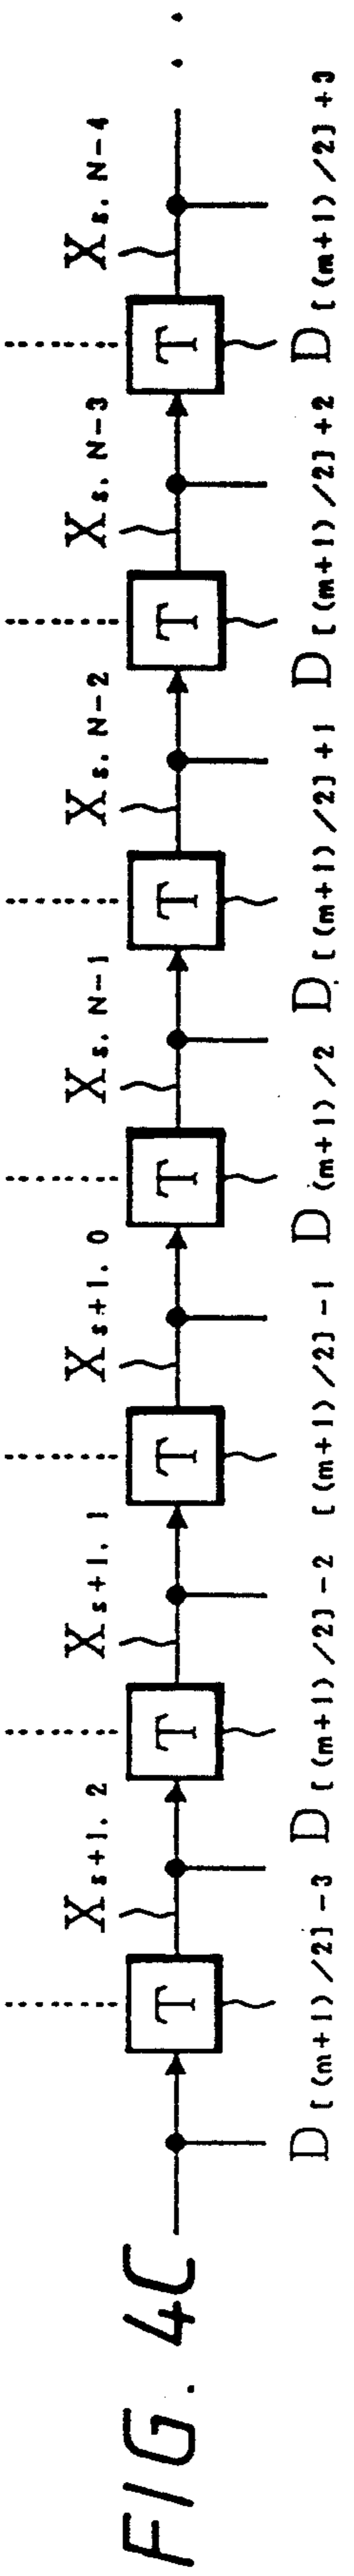 FIG. 4C
X s+1, 2 X s+1, 1 X s+1, 0 X s, N-1 X s, N-2 X s, N-3 X s, N-4
T T T T T T T
D [(m+1)/2]-3 D [(m+1)/2]-2 [(m+1)/2]-1 D (m+1)/2 D [(m+1)/2]+1 D [(m+1)/2]+2 D [(m+1)/2]+3